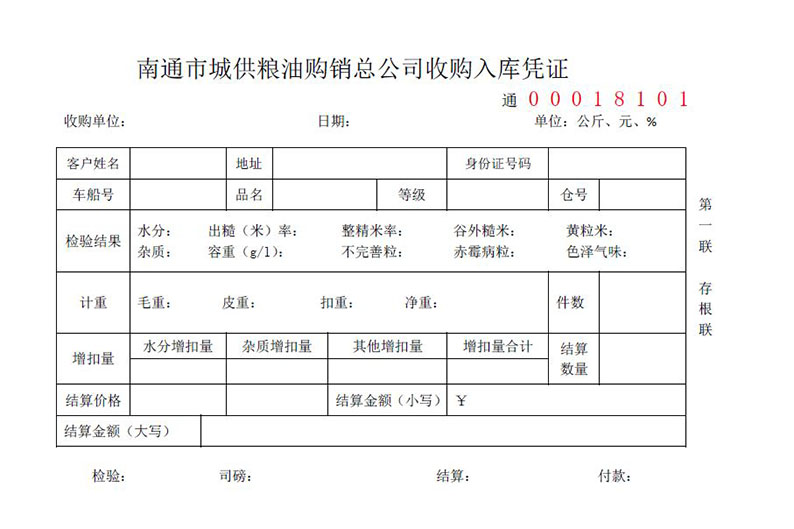 南通市城供粮油购销总公司收购入库凭证
通 00018101
收购单位: 日期: 单位: 公斤、元、%
客户姓名 地址 身份证号码
车船号 品名 等级 仓号
检验结果 水分: 出糙（米）率: 整精米率: 谷外糙米: 黄粒米:
杂质: 容重（g/l）: 不完善粒: 赤霉病粒: 色泽气味:
计重 毛重: 皮重: 扣重: 净重: 件数
增扣量 水分增扣量 杂质增扣量 其他增扣量 增扣量合计 结算
数量
结算价格 结算金额（小写） ￥
结算金额（大写）
检验: 司磅: 结算: 付款:
第一联 存根联